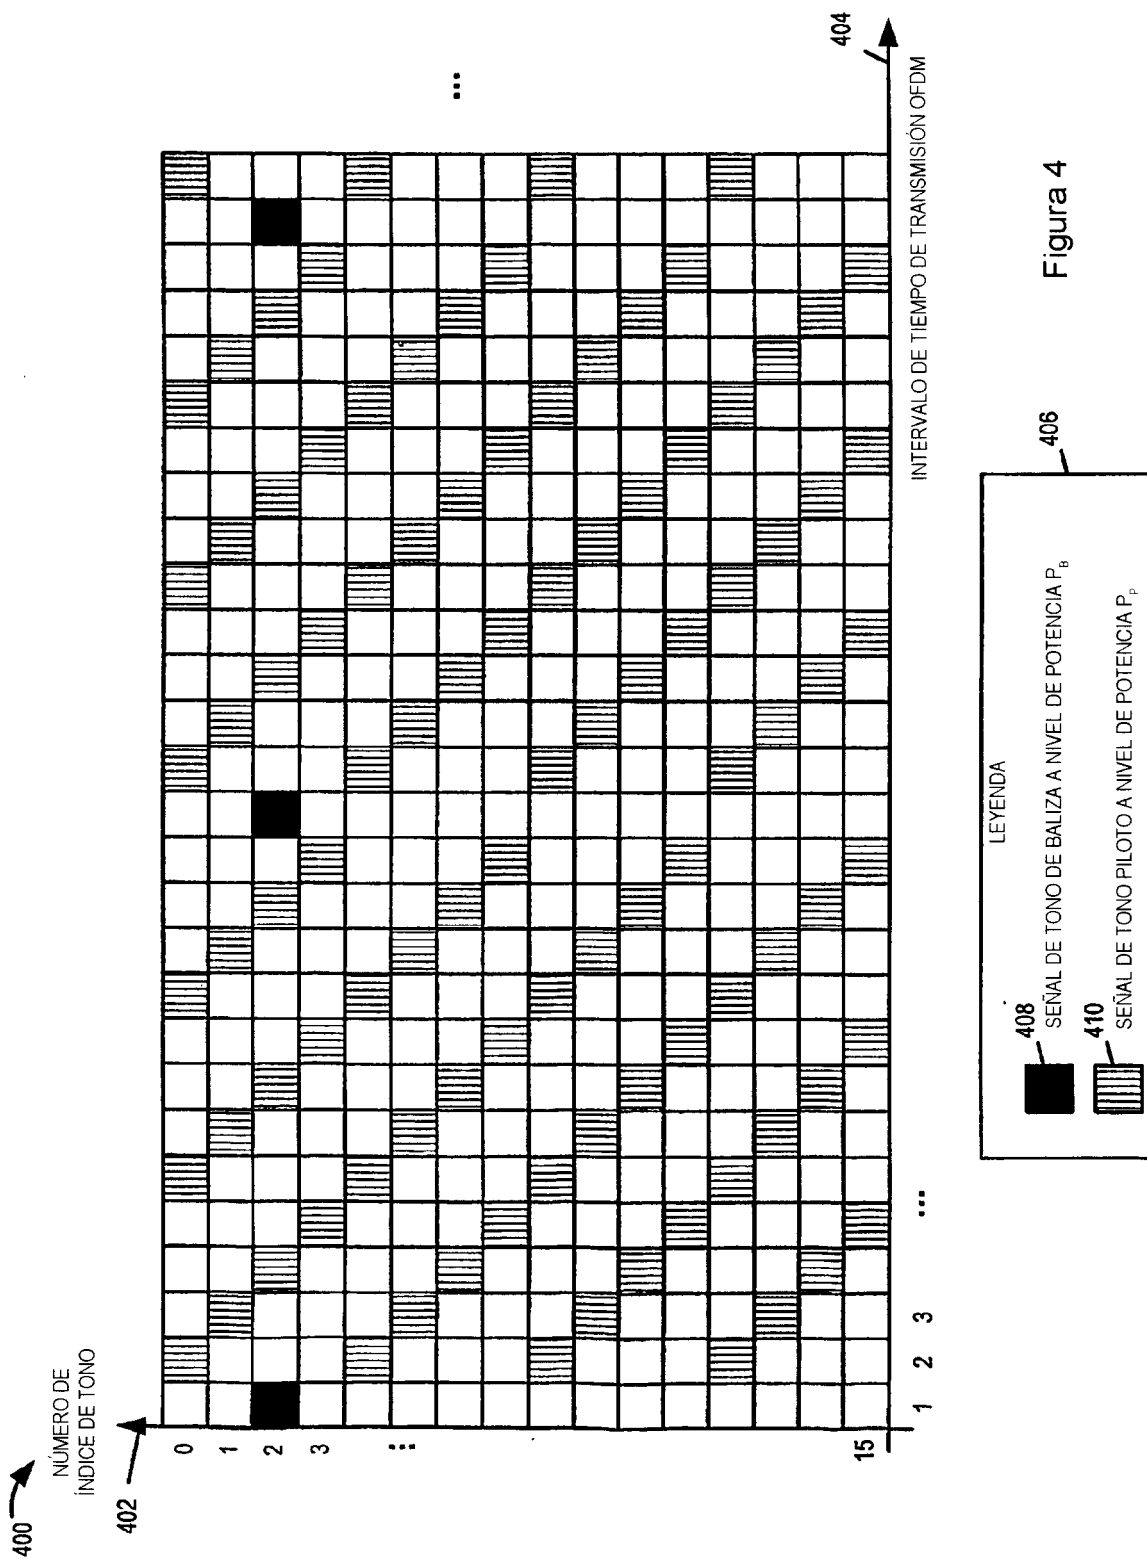 400
NÚMERO DE
ÍNDICE DE TONO
402
0
1
2
3
...
15
1
2
3
...
...
404
INTERVALO DE TIEMPO DE TRANSMISIÓN OFDM
Figura 4
406
LEYENDA
408
SEÑAL DE TONO DE BALIZA A NIVEL DE POTENCIA P_B
410
SEÑAL DE TONO PILOTO A NIVEL DE POTENCIA P_P